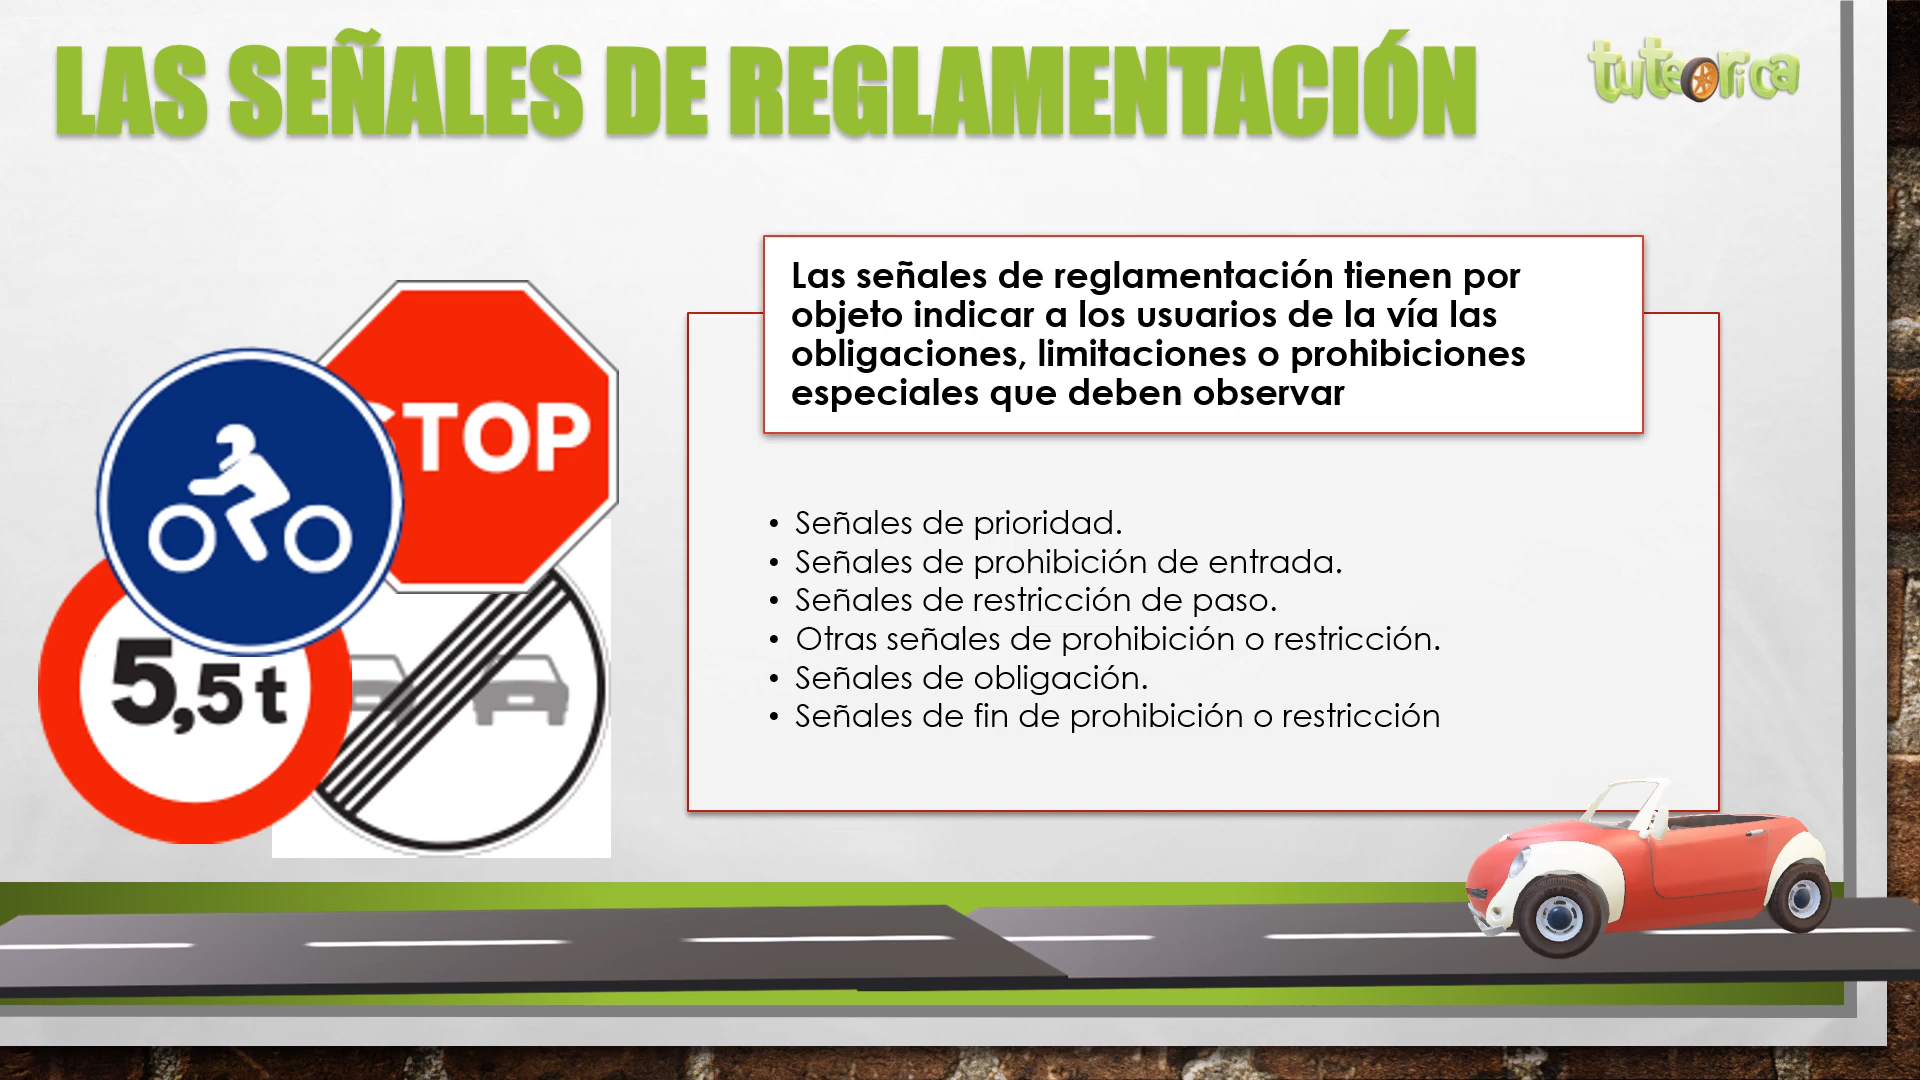 LAS SEÑALES DE REGLAMENTACIÓN
tuteorica
Las señales de reglamentación tienen por
objeto indicar a los usuarios de la vía las
obligaciones, limitaciones o prohibiciones
especiales que deben observar
STOP
5,5t
• Señales de prioridad.
• Señales de prohibición de entrada.
• Señales de restricción de paso.
• Otras señales de prohibición o restricción.
• Señales de obligación.
• Señales de fin de prohibición o restricción